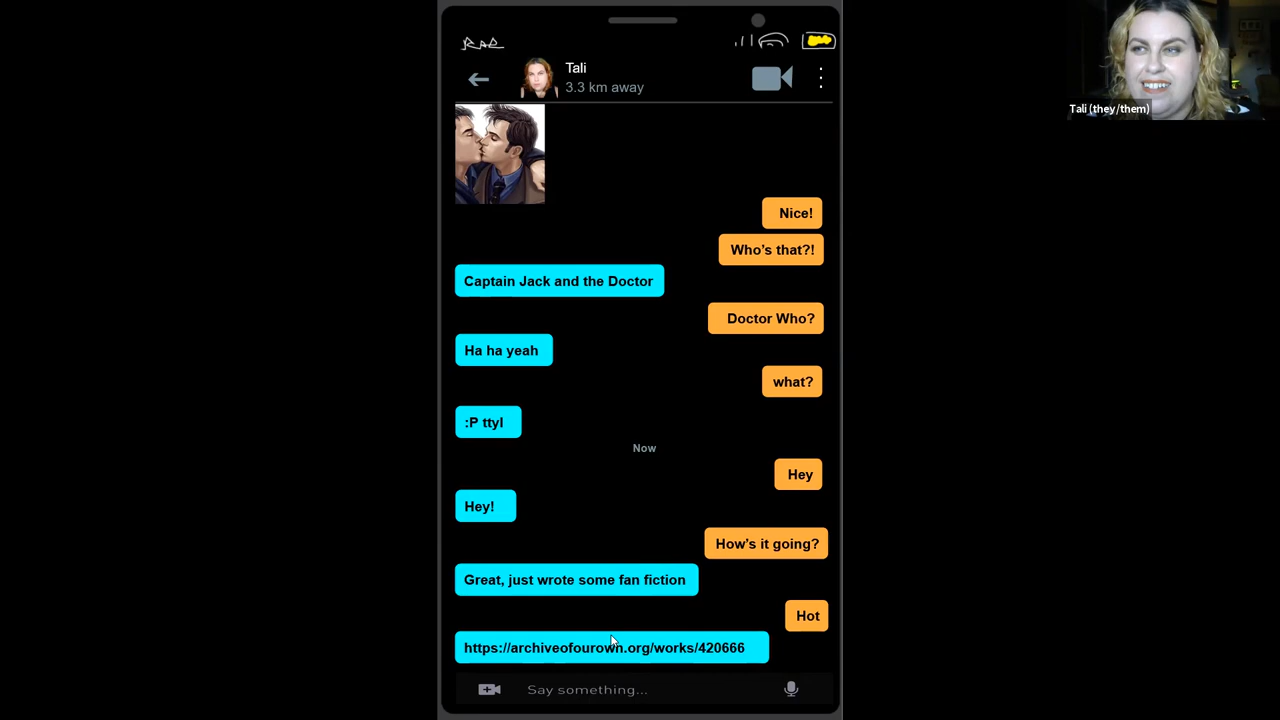 RAR
Tali
3.3 km away
Nice!
Who's that?!
Captain Jack and the Doctor
Doctor Who?
Ha ha yeah
what?
:P ttyl
Now
Hey
Hey!
How's it going?
Great, just wrote some fan fiction
Hot
https://archiveofourown.org/works/420666
Say something...
Tali (they/them)